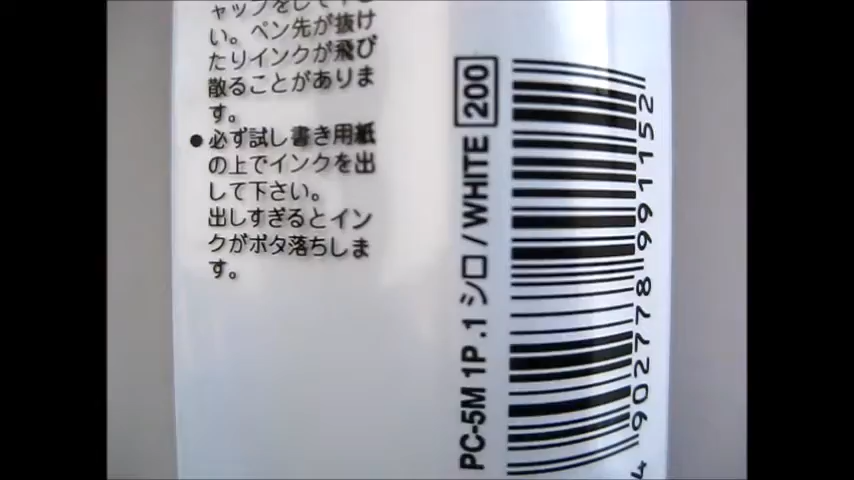 ャップをして下さ
い。ペン先が抜け
たりインクが飛び
散ることがありま
す。
●必ず試し書き用紙
の上でインクを出
して下さい。
出しすぎるとイン
クがボタ落ちしま
す。
PC-5M 1P .1 シロ/WHITE 200
4 902778 991152